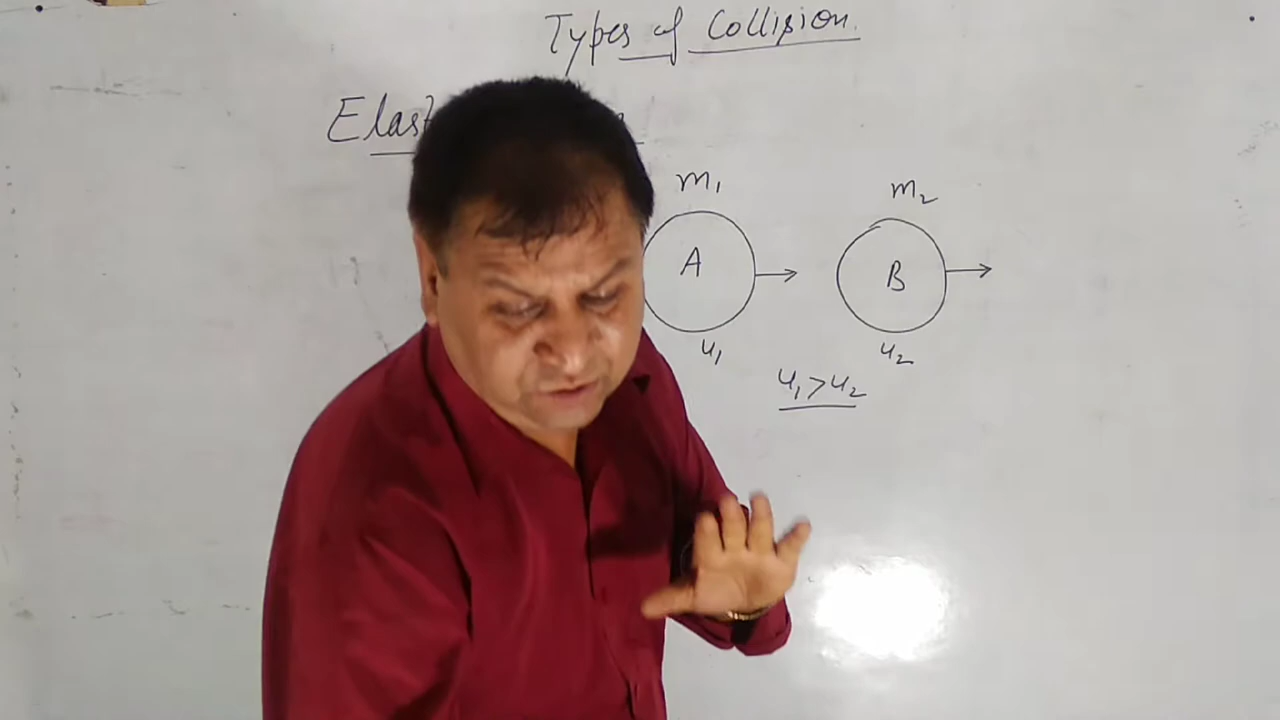 Types of Collision.
Elast
m₁ m₂
A B
u₁ u₂
u₁>u₂